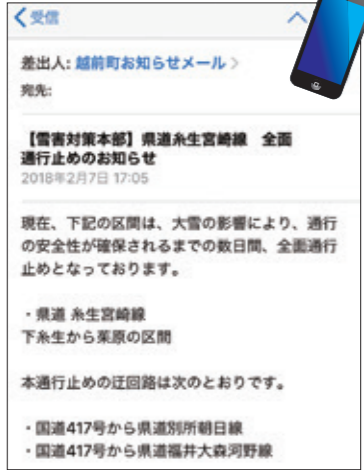 受信
差出人: 越前町お知らせメール
宛先:
【雪害対策本部】県道糸生宮崎線 全面
通行止めのお知らせ
2018年2月7日 17:05
現在、下記の区間は、大雪の影響により、通行
の安全性が確保されるまでの数日間、全面通行
止めとなっております。
・県道 糸生宮崎線
下糸生から茱原の区間
本通行止めの迂回路は次のとおりです。
・国道417号から県道別所朝日線
・国道417号から県道福井大森河野線